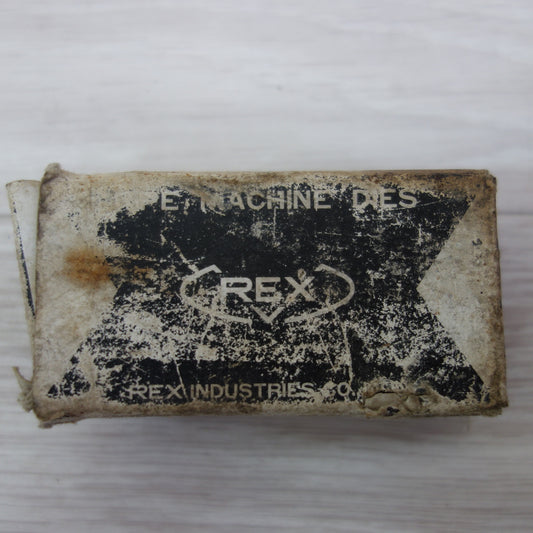 E MACHINE DIES
REX
REX INDUSTRIES CO.